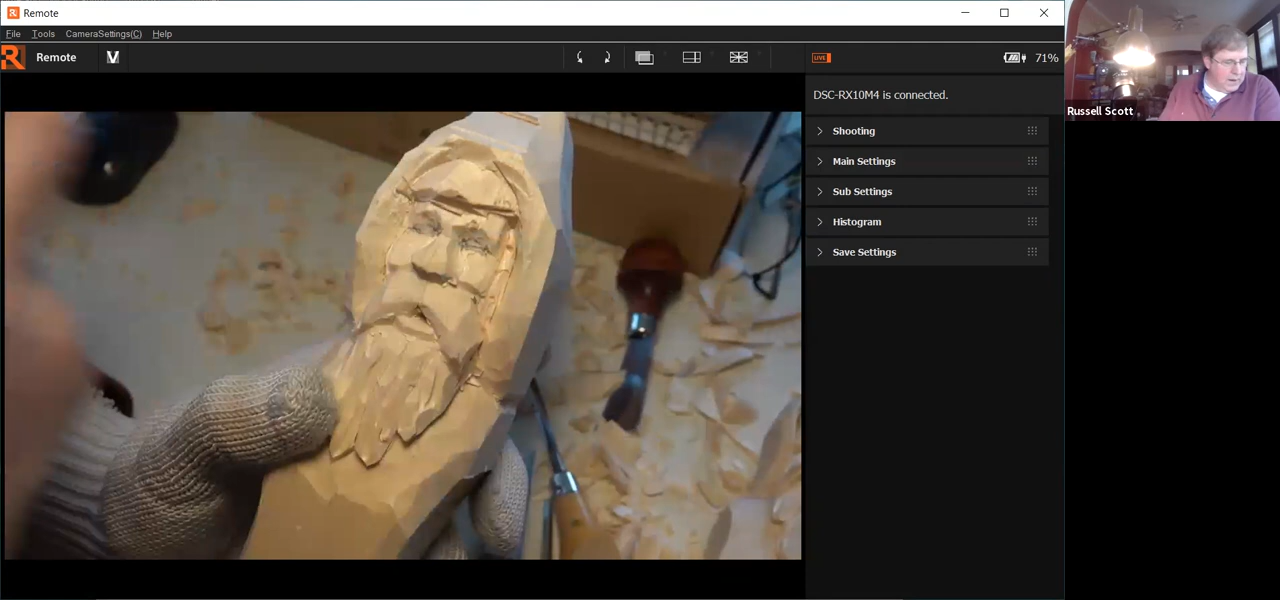 Remote
File Tools CameraSettings(C) Help
R Remote V LIVE 71%
DSC-RX10M4 is connected.
Shooting
Main Settings
Sub Settings
Histogram
Save Settings
Russell Scott